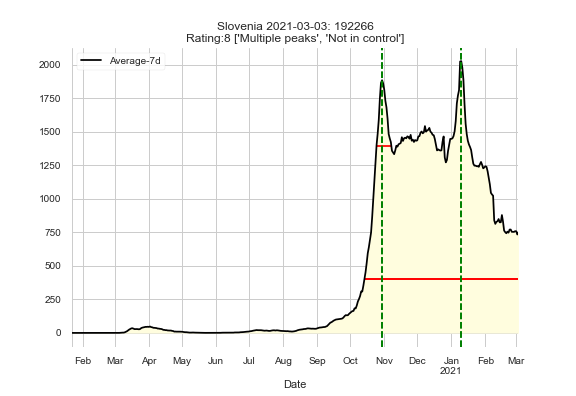 Slovenia 2021-03-03: 192266
Rating:8 ['Multiple peaks', 'Not in control']
Average-7d
2000
1750
1500
1250
1000
750
500
250
0
Feb Mar Apr May Jun Jul Aug Sep Oct Nov Dec Jan Feb Mar
2021
Date